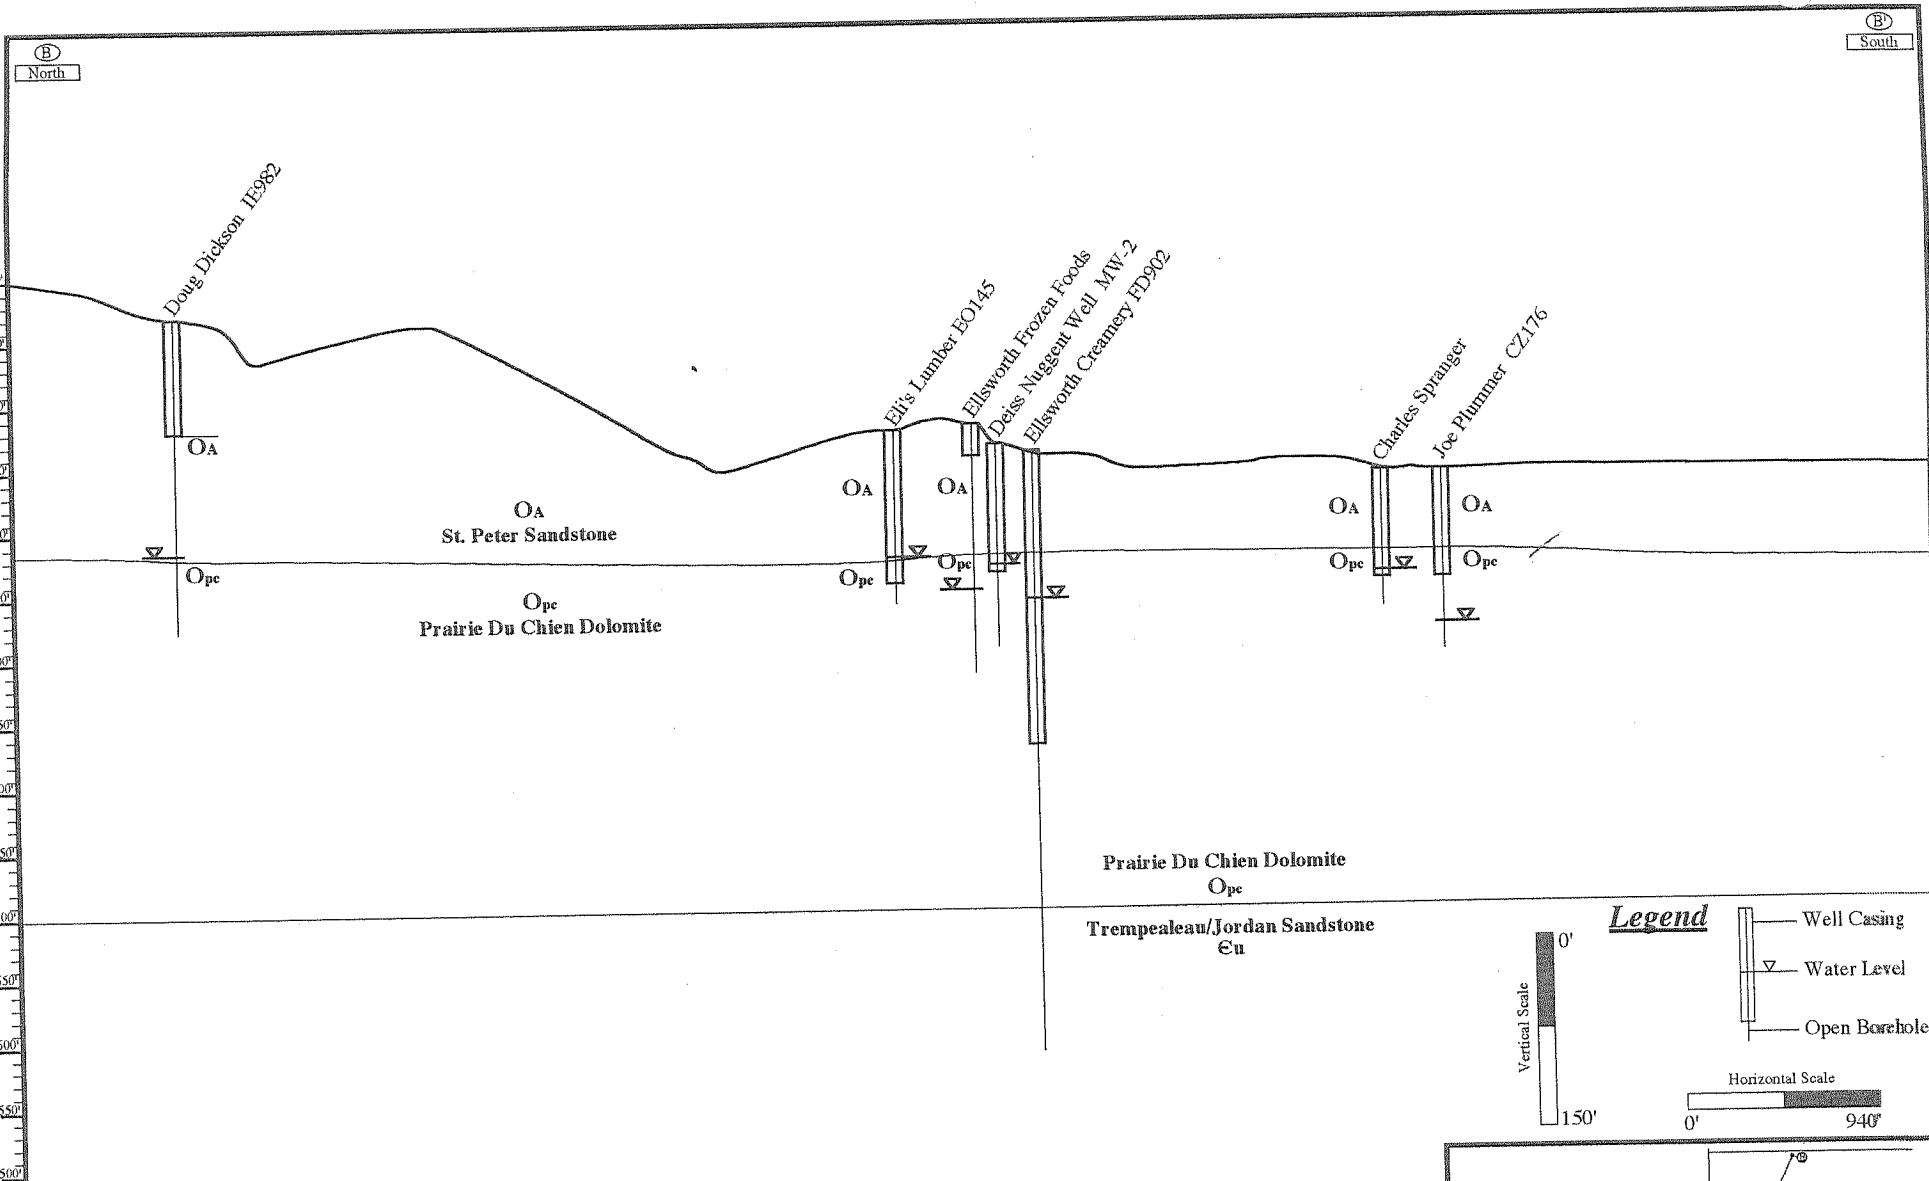 B
North
B'
South
Doug Dickson IE982
Eli's Lumber EO145
Ellsworth Frozen Foods
Deiss Nuggent Well MW-2
Ellsworth Creamery FD902
Charles Spranger
Joe Plummer CZ176
OA
OA
St. Peter Sandstone
OA
OA
OA
OA
Opc
Opc
Prairie Du Chien Dolomite
Opc
Opc
Opc
Opc
Prairie Du Chien Dolomite
Opc
Trempealeau/Jordan Sandstone
Єu
Legend
Well Casing
Water Level
Open Borehole
Vertical Scale
0'
150'
Horizontal Scale
0'
940'
B